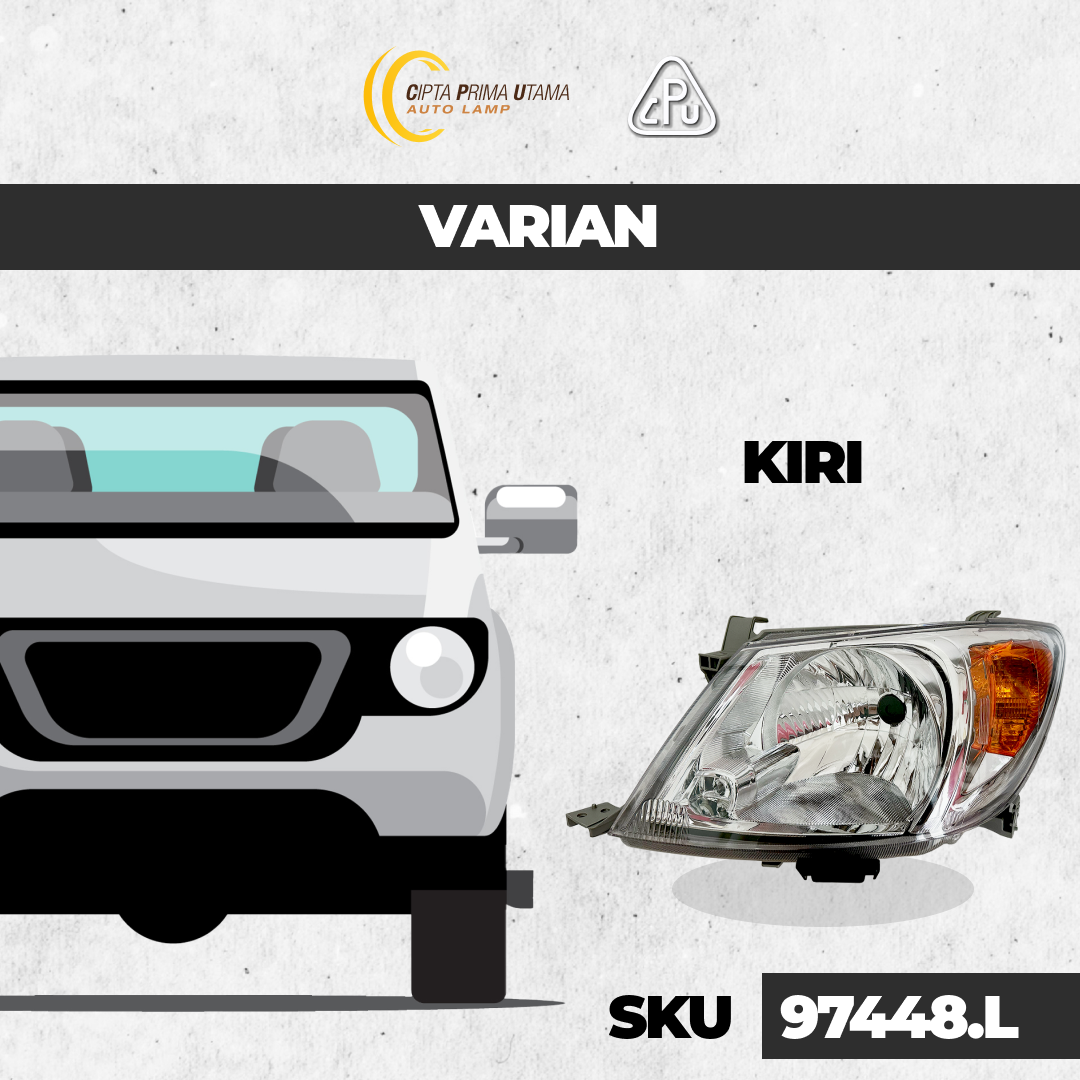 CIPTA PRIMA UTAMA
AUTO LAMP
CPU
VARIAN
KIRI
SKU 97448.L